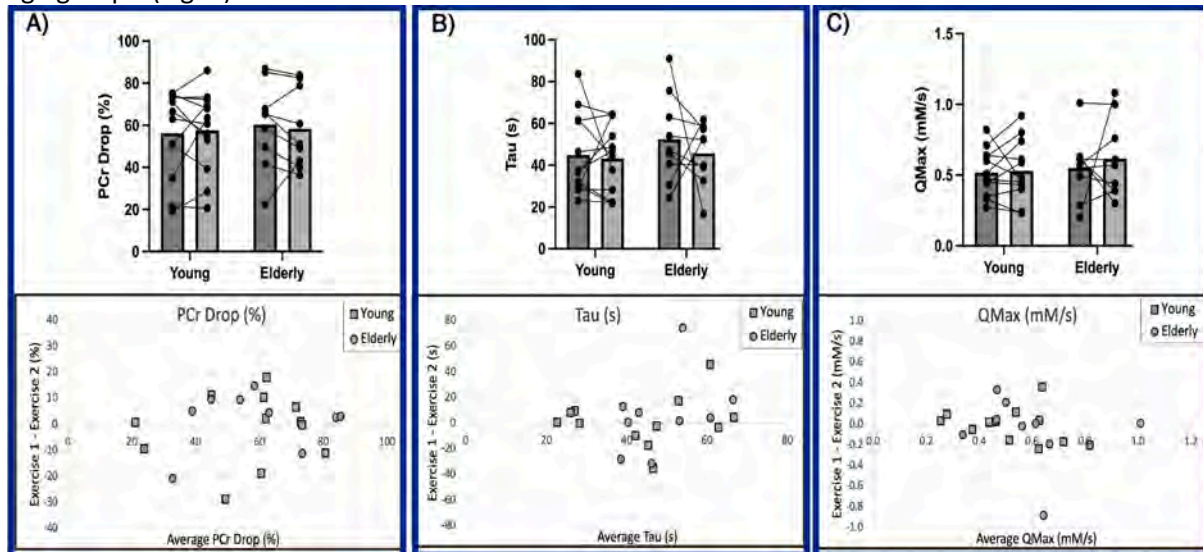 A)
PCr Drop (%)
100
80
60
40
20
0
Young
Elderly
PCr Drop (%)
Young
Elderly
Exercise 1 - Exercise 2 (%)
40
30
20
10
0
-10
-20
-30
-40
0
20
40
60
80
100
Average PCr Drop (%)
B)
Tau (s)
100
80
60
40
20
0
Young
Elderly
Tau (s)
Young
Elderly
Exercise 1 - Exercise 2 (s)
80
60
40
20
0
-20
-40
-60
-80
0
20
40
60
80
Average Tau (s)
C)
QMax (mM/s)
1.5
1.0
0.5
0.0
Young
Elderly
QMax (mM/s)
Young
Elderly
Exercise 1 - Exercise 2 (mM/s)
1.0
0.8
0.6
0.4
0.2
0.0
-0.2
-0.4
-0.6
-0.8
-1.0
0.0
0.2
0.4
0.6
0.8
1.0
1.2
Average QMax (mM/s)